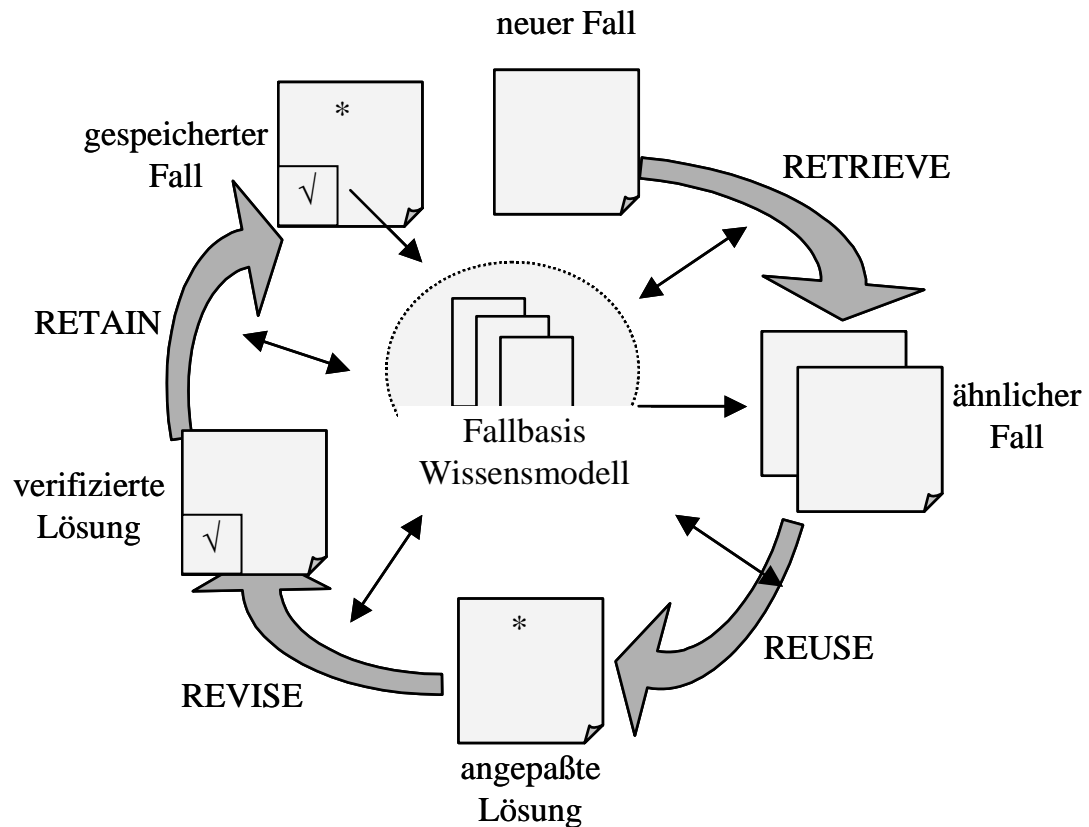 neuer Fall
*
gespeicherter
Fall
√
RETRIEVE
RETAIN
Fallbasis
Wissensmodell
ähnlicher
Fall
verifizierte
Lösung
√
*
REUSE
REVISE
angepaßte
Lösung